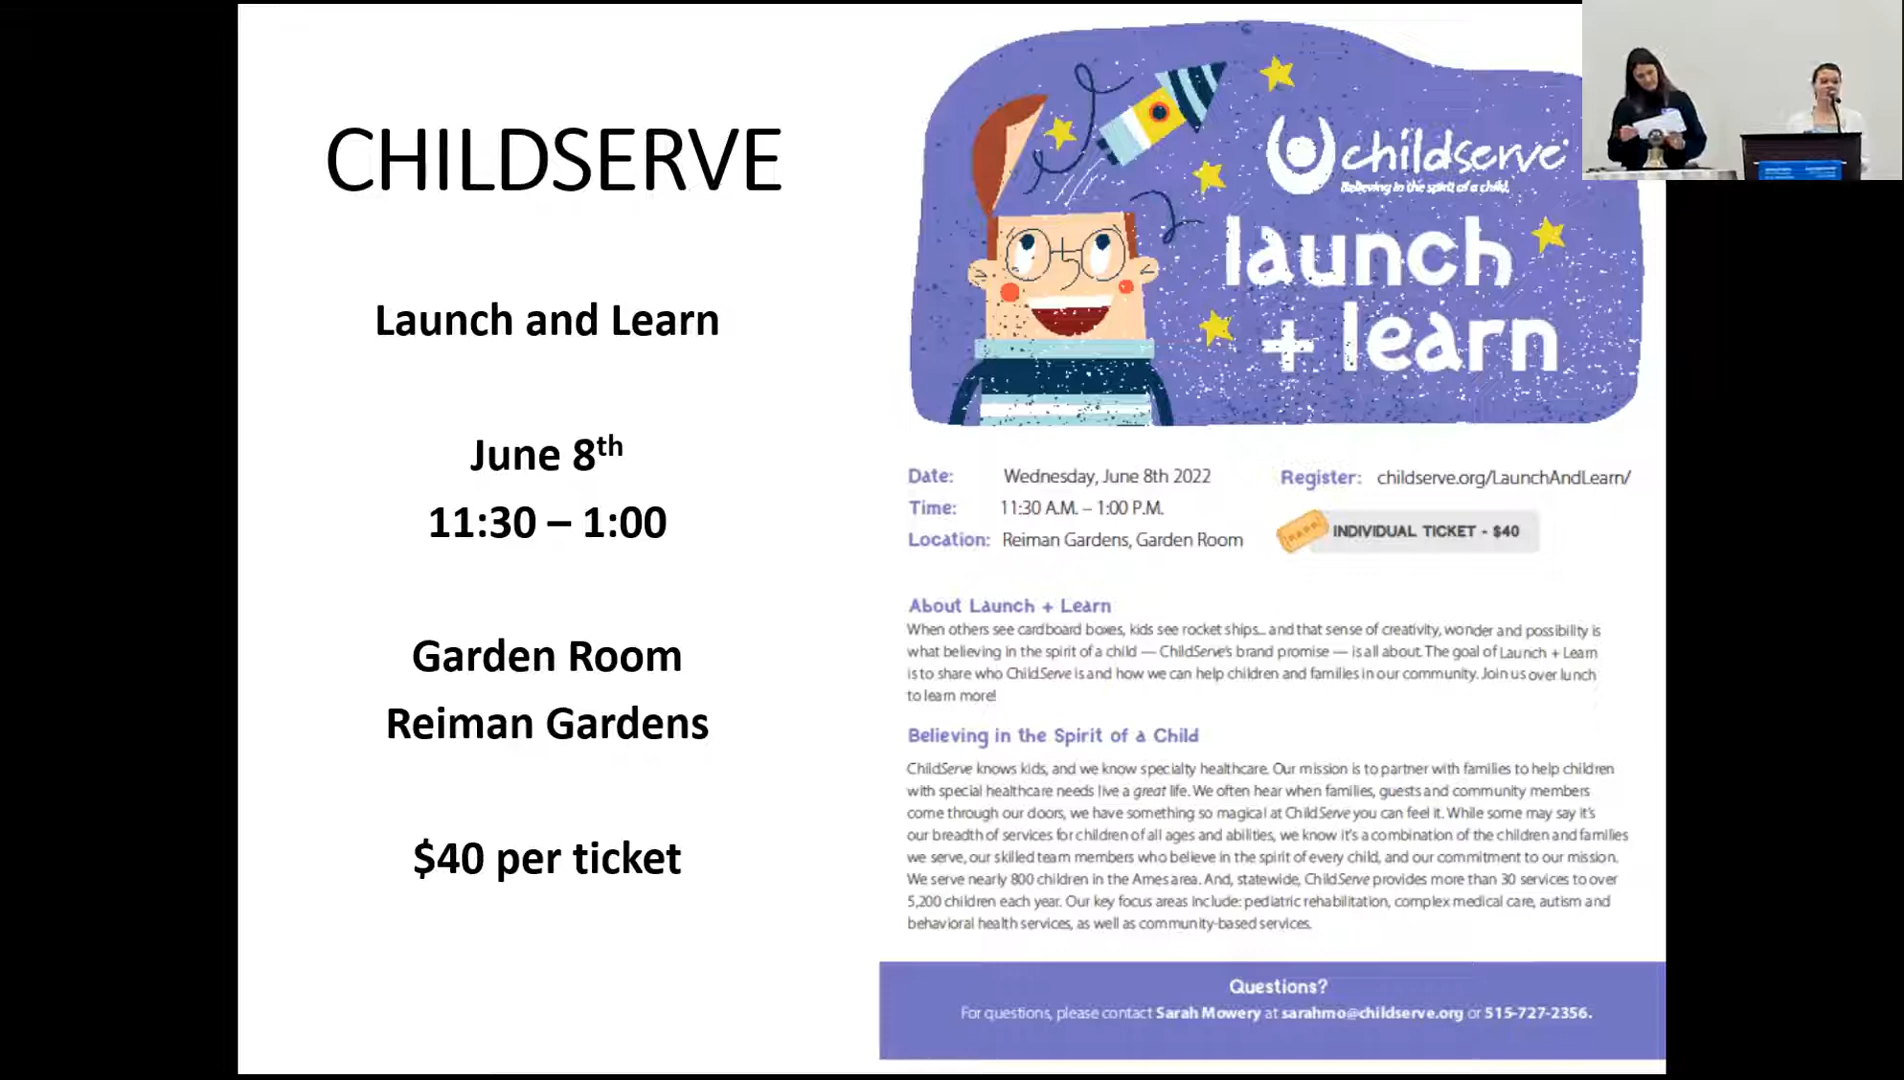 CHILDSERVE
Launch and Learn
June 8th
11:30 – 1:00
Garden Room
Reiman Gardens
$40 per ticket
childserve
Believing in the spirit of a child.
launch
+ learn
Date: Wednesday, June 8th 2022
Time: 11:30 A.M. – 1:00 P.M.
Location: Reiman Gardens, Garden Room
Register: childserve.org/LaunchAndLearn/
INDIVIDUAL TICKET - $40
About Launch + Learn
When others see cardboard boxes, kids see rocket ships... and that sense of creativity, wonder and possibility is
what believing in the spirit of a child — ChildServe's brand promise — is all about. The goal of Launch + Learn
is to share who ChildServe is and how we can help children and families in our community. Join us over lunch
to learn more!
Believing in the Spirit of a Child
ChildServe knows kids, and we know specialty healthcare. Our mission is to partner with families to help children
with special healthcare needs live a great life. We often hear when families, guests and community members
come through our doors, we have something so magical at ChildServe you can feel it. While some may say it's
our breadth of services for children of all ages and abilities, we know it's a combination of the children and families
we serve, our skilled team members who believe in the spirit of every child, and our commitment to our mission.
We serve nearly 800 children in the Ames area. And, statewide, ChildServe provides more than 30 services to over
5,200 children each year. Our key focus areas include: pediatric rehabilitation, complex medical care, autism and
behavioral health services, as well as community-based services.
Questions?
For questions, please contact Sarah Mowery at sarahmo@childserve.org or 515-727-2356.